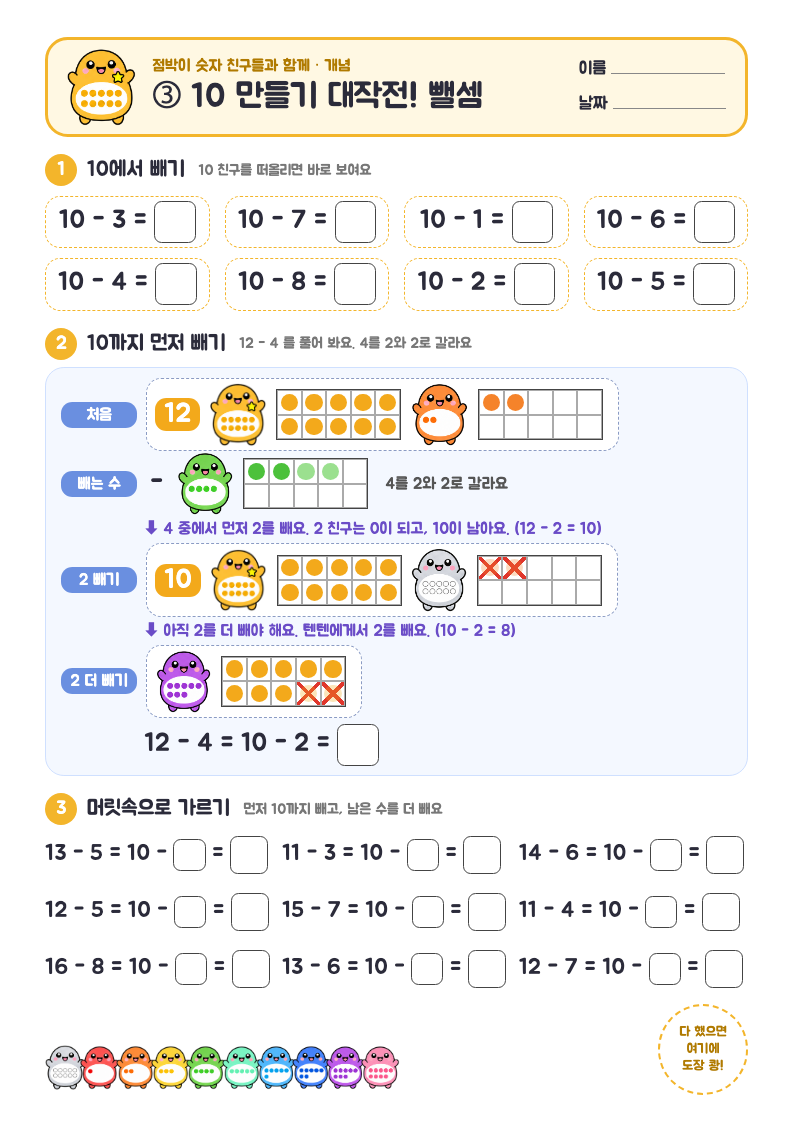 점박이 숫자 친구들과 함께 · 개념
③ 10 만들기 대작전! 뺄셈
이름
날짜
1 10에서 빼기 10 친구를 떠올리면 바로 보여요
10 - 3 = 10 - 7 = 10 - 1 = 10 - 6 =
10 - 4 = 10 - 8 = 10 - 2 = 10 - 5 =
2 10까지 먼저 빼기 12 - 4 를 풀어 봐요. 4를 2와 2로 갈라요
처음 12
빼는 수 - 4를 2와 2로 갈라요
⬇ 4 중에서 먼저 2를 빼요. 2 친구는 0이 되고, 10이 남아요. (12 - 2 = 10)
2 빼기 10
⬇ 아직 2를 더 빼야 해요. 텐텐에게서 2를 빼요. (10 - 2 = 8)
2 더 빼기
12 - 4 = 10 - 2 =
3 머릿속으로 가르기 먼저 10까지 빼고, 남은 수를 더 빼요
13 - 5 = 10 - = 11 - 3 = 10 - = 14 - 6 = 10 - =
12 - 5 = 10 - = 15 - 7 = 10 - = 11 - 4 = 10 - =
16 - 8 = 10 - = 13 - 6 = 10 - = 12 - 7 = 10 - =
다 했으면
여기에
도장 쾅!